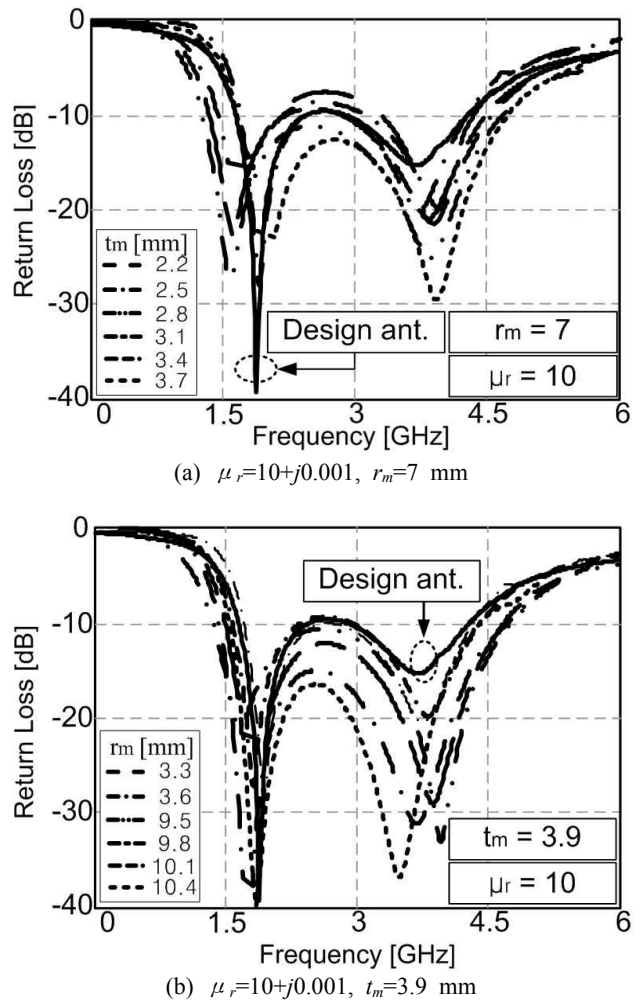 0
-10
-20
-30
-40
Return Loss [dB]
tm [mm]
2.2
2.5
2.8
3.1
3.4
3.7
Design ant.
rm = 7
μr = 10
0 1.5 3 4.5 6
Frequency [GHz]
(a) μr=10+j0.001, rm=7 mm
0
-10
-20
-30
-40
Return Loss [dB]
Design ant.
rm [mm]
3.3
3.6
9.5
9.8
10.1
10.4
tm = 3.9
μr = 10
0 1.5 3 4.5 6
Frequency [GHz]
(b) μr=10+j0.001, tm=3.9 mm